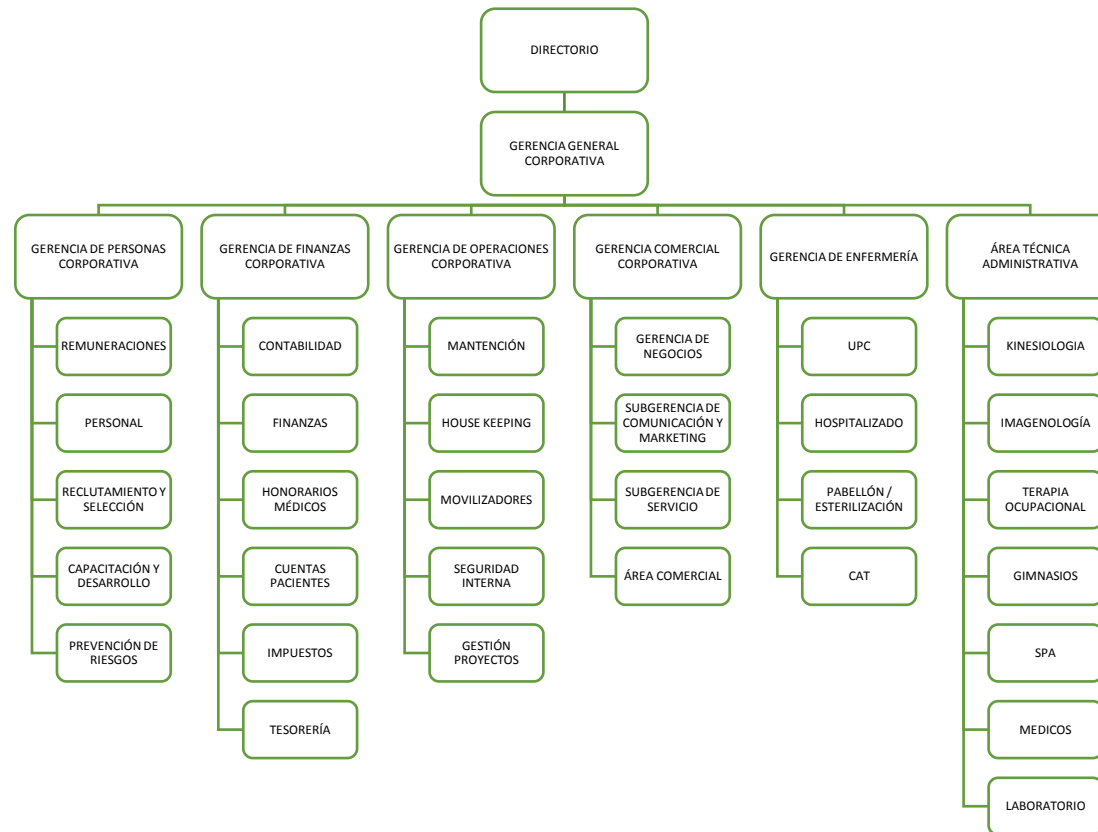 DIRECTORIO
GERENCIA GENERAL
CORPORATIVA
GERENCIA DE PERSONAS
CORPORATIVA
GERENCIA DE FINANZAS
CORPORATIVA
GERENCIA DE OPERACIONES
CORPORATIVA
GERENCIA COMERCIAL
CORPORATIVA
GERENCIA DE ENFERMERÍA
ÁREA TÉCNICA
ADMINISTRATIVA
REMUNERACIONES
PERSONAL
RECLUTAMIENTO Y
SELECCIÓN
CAPACITACIÓN Y
DESARROLLO
PREVENCIÓN DE
RIESGOS
CONTABILIDAD
FINANZAS
HONORARIOS
MÉDICOS
CUENTAS
PACIENTES
IMPUESTOS
TESORERÍA
MANTENCIÓN
HOUSE KEEPING
MOVILIZADORES
SEGURIDAD
INTERNA
GESTIÓN
PROYECTOS
GERENCIA DE
NEGOCIOS
SUBGERENCIA DE
COMUNICACIÓN Y
MARKETING
SUBGERENCIA DE
SERVICIO
ÁREA COMERCIAL
UPC
HOSPITALIZADO
PABELLÓN /
ESTERILIZACIÓN
CAT
KINESIOLOGIA
IMAGENOLOGÍA
TERAPIA
OCUPACIONAL
GIMNASIOS
SPA
MEDICOS
LABORATORIO